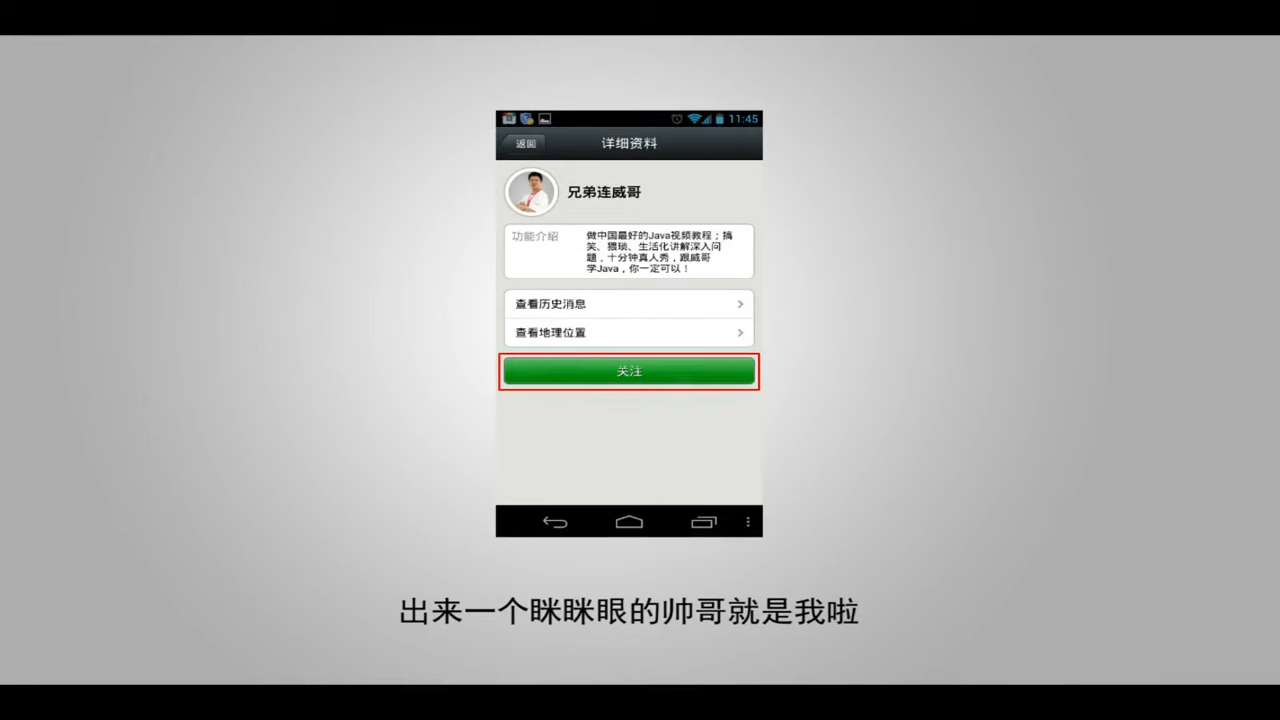 11:45
返回
详细资料
兄弟连威哥
功能介绍
做中国最好的Java视频教程；搞
笑、猥琐、生活化讲解深入问
题，十分钟真人秀，跟威哥
学Java，你一定可以！
查看历史消息
查看地理位置
关注
出来一个眯眯眼的帅哥就是我啦